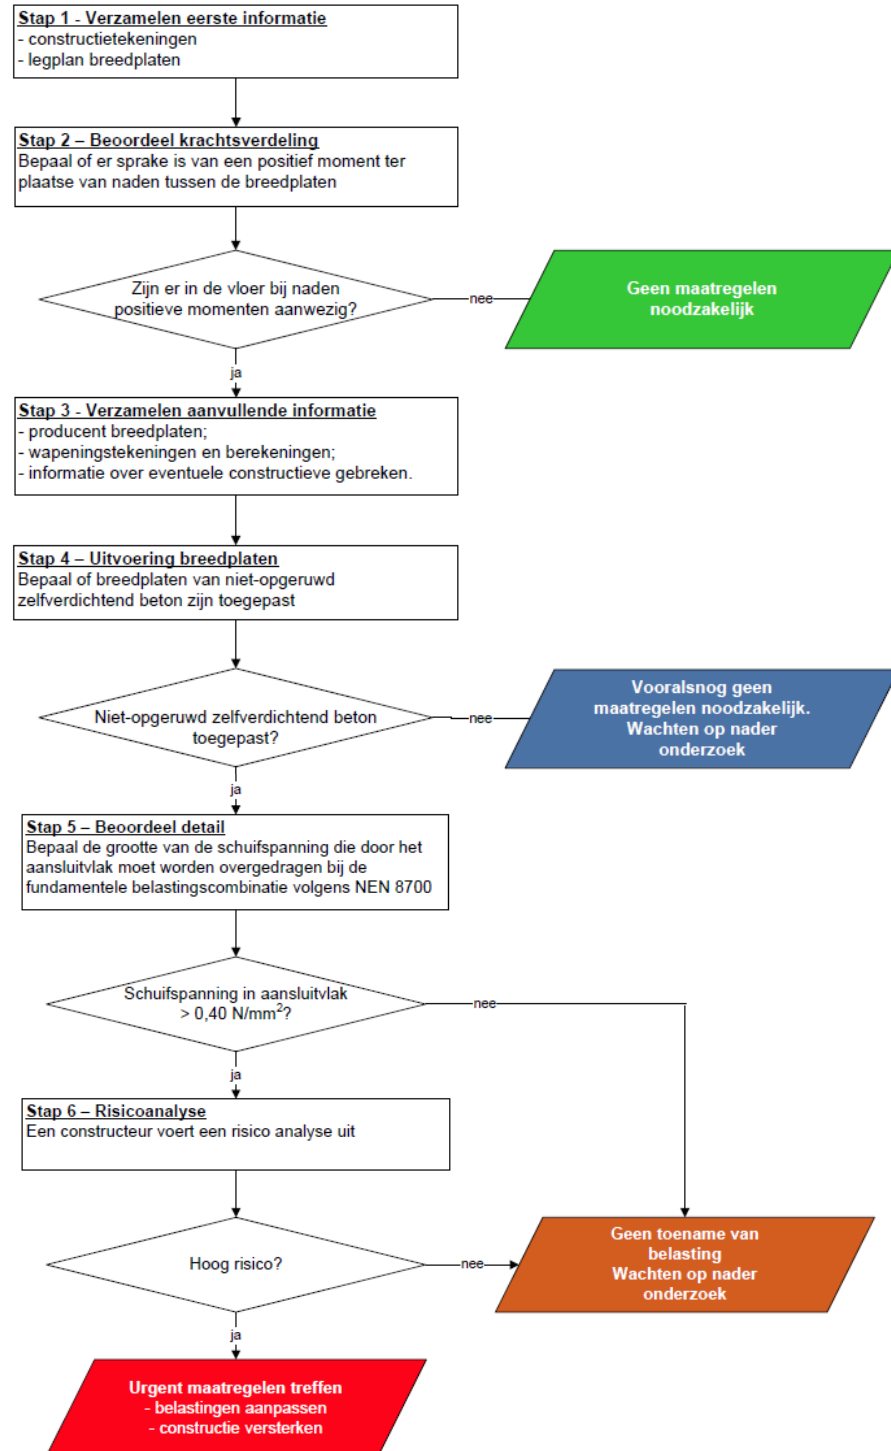 Stap 1 - Verzamelen eerste informatie
- constructietekeningen
- legplan breedplaten
Stap 2 – Beoordeel krachtsverdeling
Bepaal of er sprake is van een positief moment ter
plaatse van naden tussen de breedplaten
Zijn er in de vloer bij naden
positieve momenten aanwezig?
nee
Geen maatregelen
noodzakelijk
ja
Stap 3 - Verzamelen aanvullende informatie
- producent breedplaten;
- wapeningstekeningen en berekeningen;
- informatie over eventuele constructieve gebreken.
Stap 4 – Uitvoering breedplaten
Bepaal of breedplaten van niet-opgeruwd
zelfverdichtend beton zijn toegepast
Niet-opgeruwd zelfverdichtend beton
toegepast?
nee
Vooralsnog geen
maatregelen noodzakelijk.
Wachten op nader
onderzoek
ja
Stap 5 – Beoordeel detail
Bepaal de grootte van de schuifspanning die door het
aansluitvlak moet worden overgedragen bij de
fundamentele belastingscombinatie volgens NEN 8700
Schuifspanning in aansluitvlak
> 0,40 N/mm²?
nee
ja
Stap 6 – Risicoanalyse
Een constructeur voert een risico analyse uit
Hoog risico?
nee
Geen toename van
belasting
Wachten op nader
onderzoek
ja
Urgent maatregelen treffen
- belastingen aanpassen
- constructie versterken